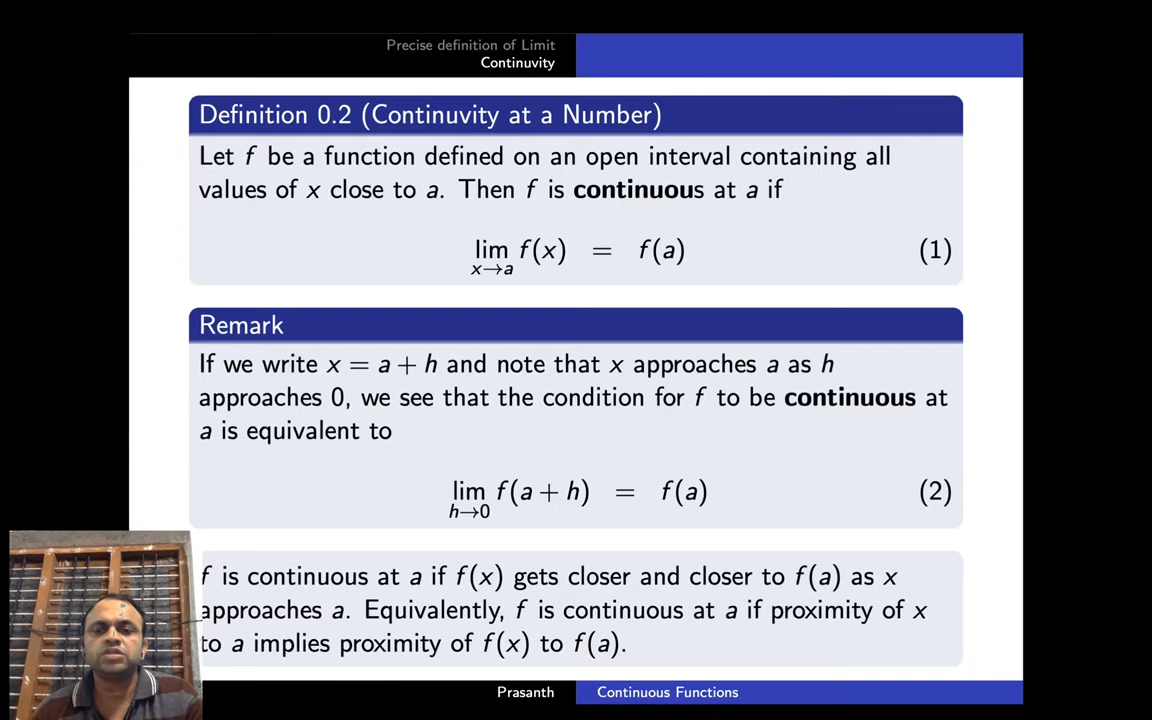 Precise definition of Limit
Continuvity
Definition 0.2 (Continuvity at a Number)
Let f be a function defined on an open interval containing all
values of x close to a. Then f is continuous at a if
lim x→a f(x) = f(a) (1)
Remark
If we write x = a + h and note that x approaches a as h
approaches 0, we see that the condition for f to be continuous at
a is equivalent to
lim h→0 f(a + h) = f(a) (2)
f is continuous at a if f(x) gets closer and closer to f(a) as x
approaches a. Equivalently, f is continuous at a if proximity of x
to a implies proximity of f(x) to f(a).
Prasanth Continuous Functions